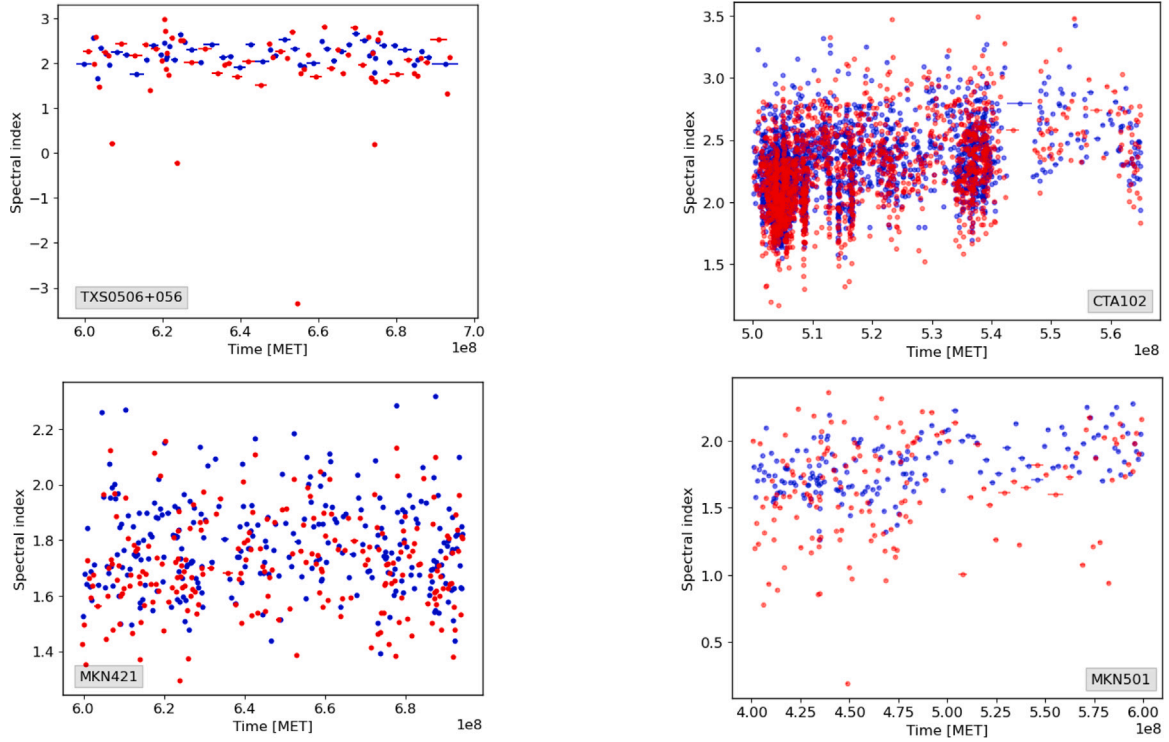 3
2
1
0
−1
−2
−3
Spectral index
TXS0506+056
6.0 6.2 6.4 6.6 6.8 7.0
Time [MET]
1e8
3.5
3.0
2.5
2.0
1.5
Spectral index
CTA102
5.0 5.1 5.2 5.3 5.4 5.5 5.6
Time [MET]
1e8
2.2
2.0
1.8
1.6
1.4
Spectral index
MKN421
6.0 6.2 6.4 6.6 6.8
Time [MET]
1e8
2.0
1.5
1.0
0.5
Spectral index
MKN501
4.00 4.25 4.50 4.75 5.00 5.25 5.50 5.75 6.00
Time [MET]
1e8